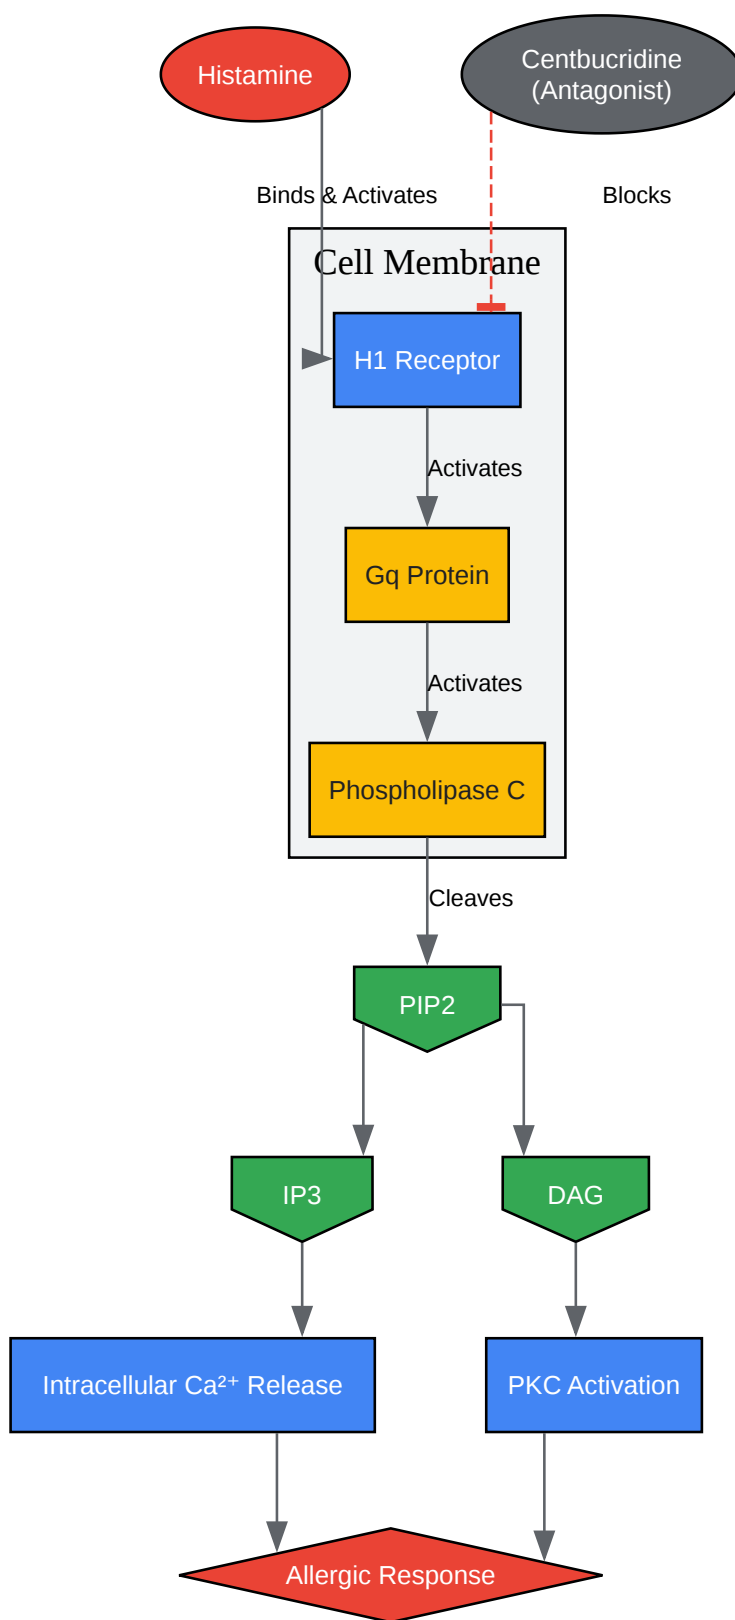 Histamine
Centbucridine
(Antagonist)
Binds & Activates
Blocks
Cell Membrane
H1 Receptor
Activates
Gq Protein
Activates
Phospholipase C
Cleaves
PIP2
IP3
DAG
Intracellular Ca²⁺ Release
PKC Activation
Allergic Response